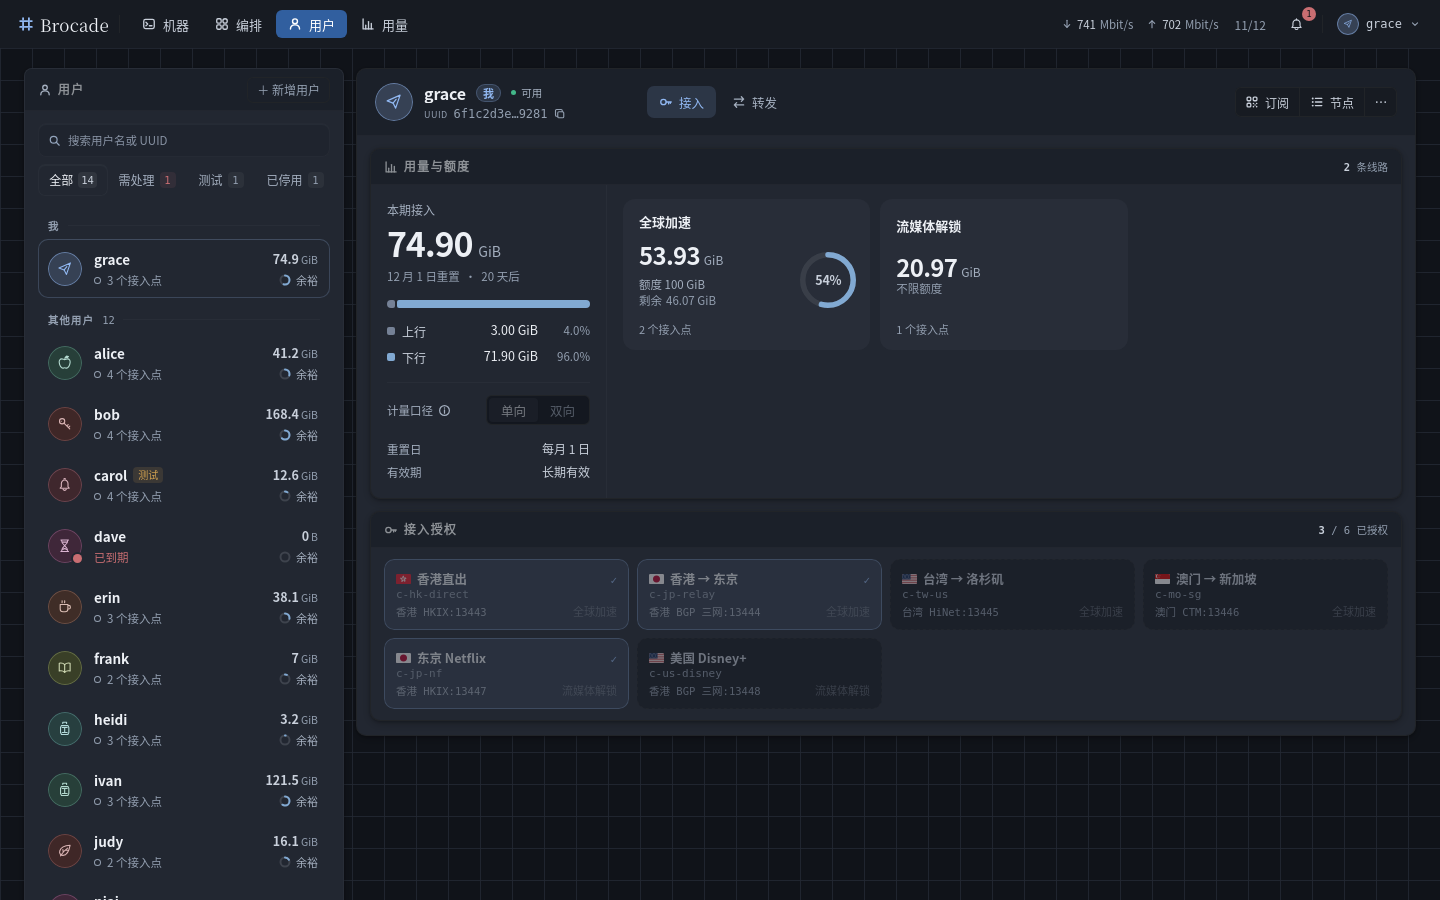 Brocade
机器
编排
用户
用量
741 Mbit/s
702 Mbit/s
11/12
1
grace
用户
新增用户
搜索用户名或 UUID
全部 14
需处理 1
测试 1
已停用 1
我
grace
74.9 GiB
3 个接入点
余裕
其他用户 12
alice
41.2 GiB
4 个接入点
余裕
bob
168.4 GiB
4 个接入点
余裕
carol 测试
12.6 GiB
4 个接入点
余裕
dave
0 B
已到期
余裕
erin
38.1 GiB
3 个接入点
余裕
frank
7 GiB
2 个接入点
余裕
heidi
3.2 GiB
3 个接入点
余裕
ivan
121.5 GiB
3 个接入点
余裕
judy
16.1 GiB
2 个接入点
余裕
grace 我 可用
UUID 6f1c2d3e…9281
接入
转发
订阅
节点
用量与额度
2 条线路
本期接入
74.90 GiB
12 月 1 日重置 · 20 天后
上行 3.00 GiB 4.0%
下行 71.90 GiB 96.0%
计量口径
单向
双向
重置日 每月 1 日
有效期 长期有效
全球加速
53.93 GiB
额度 100 GiB
剩余 46.07 GiB
54%
2 个接入点
流媒体解锁
20.97 GiB
不限额度
1 个接入点
接入授权
3 / 6 已授权
香港直出
c-hk-direct
香港 HKIX:13443 全球加速
香港 → 东京
c-jp-relay
香港 BGP 三网:13444 全球加速
台湾 → 洛杉矶
c-tw-us
台湾 HiNet:13445 全球加速
澳门 → 新加坡
c-mo-sg
澳门 CTM:13446 全球加速
东京 Netflix
c-jp-nf
香港 HKIX:13447 流媒体解锁
美国 Disney+
c-us-disney
香港 BGP 三网:13448 流媒体解锁